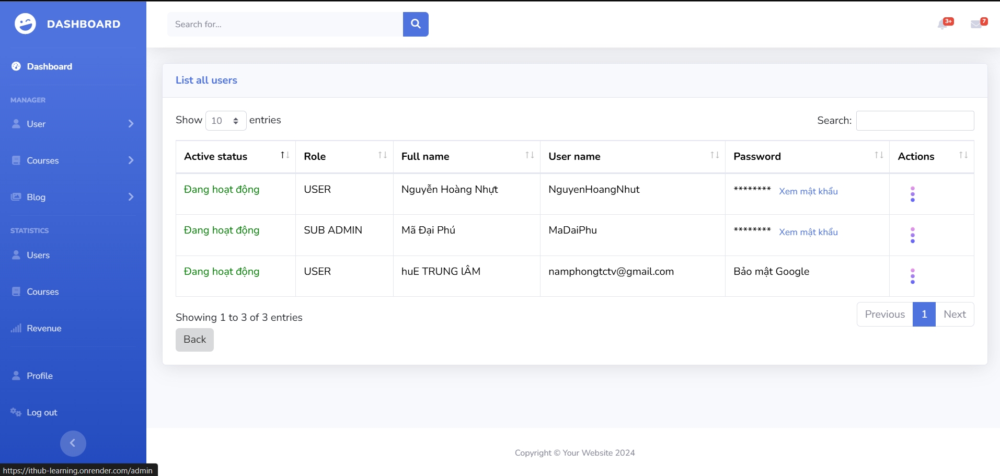 DASHBOARD
Search for...
3+
7
Dashboard
MANAGER
User
Courses
Blog
STATISTICS
Users
Courses
Revenue
Profile
Log out
List all users
Show 10 entries
Search:
Active status Role Full name User name Password Actions
Đang hoạt động USER Nguyễn Hoàng Nhựt NguyenHoangNhut ******** Xem mật khẩu
Đang hoạt động SUB ADMIN Mã Đại Phú MaDaiPhu ******** Xem mật khẩu
Đang hoạt động USER huE TRUNG lÂM namphongtctv@gmail.com Bảo mật Google
Showing 1 to 3 of 3 entries
Previous 1 Next
Back
Copyright © Your Website 2024
https://ithub-learning.onrender.com/admin